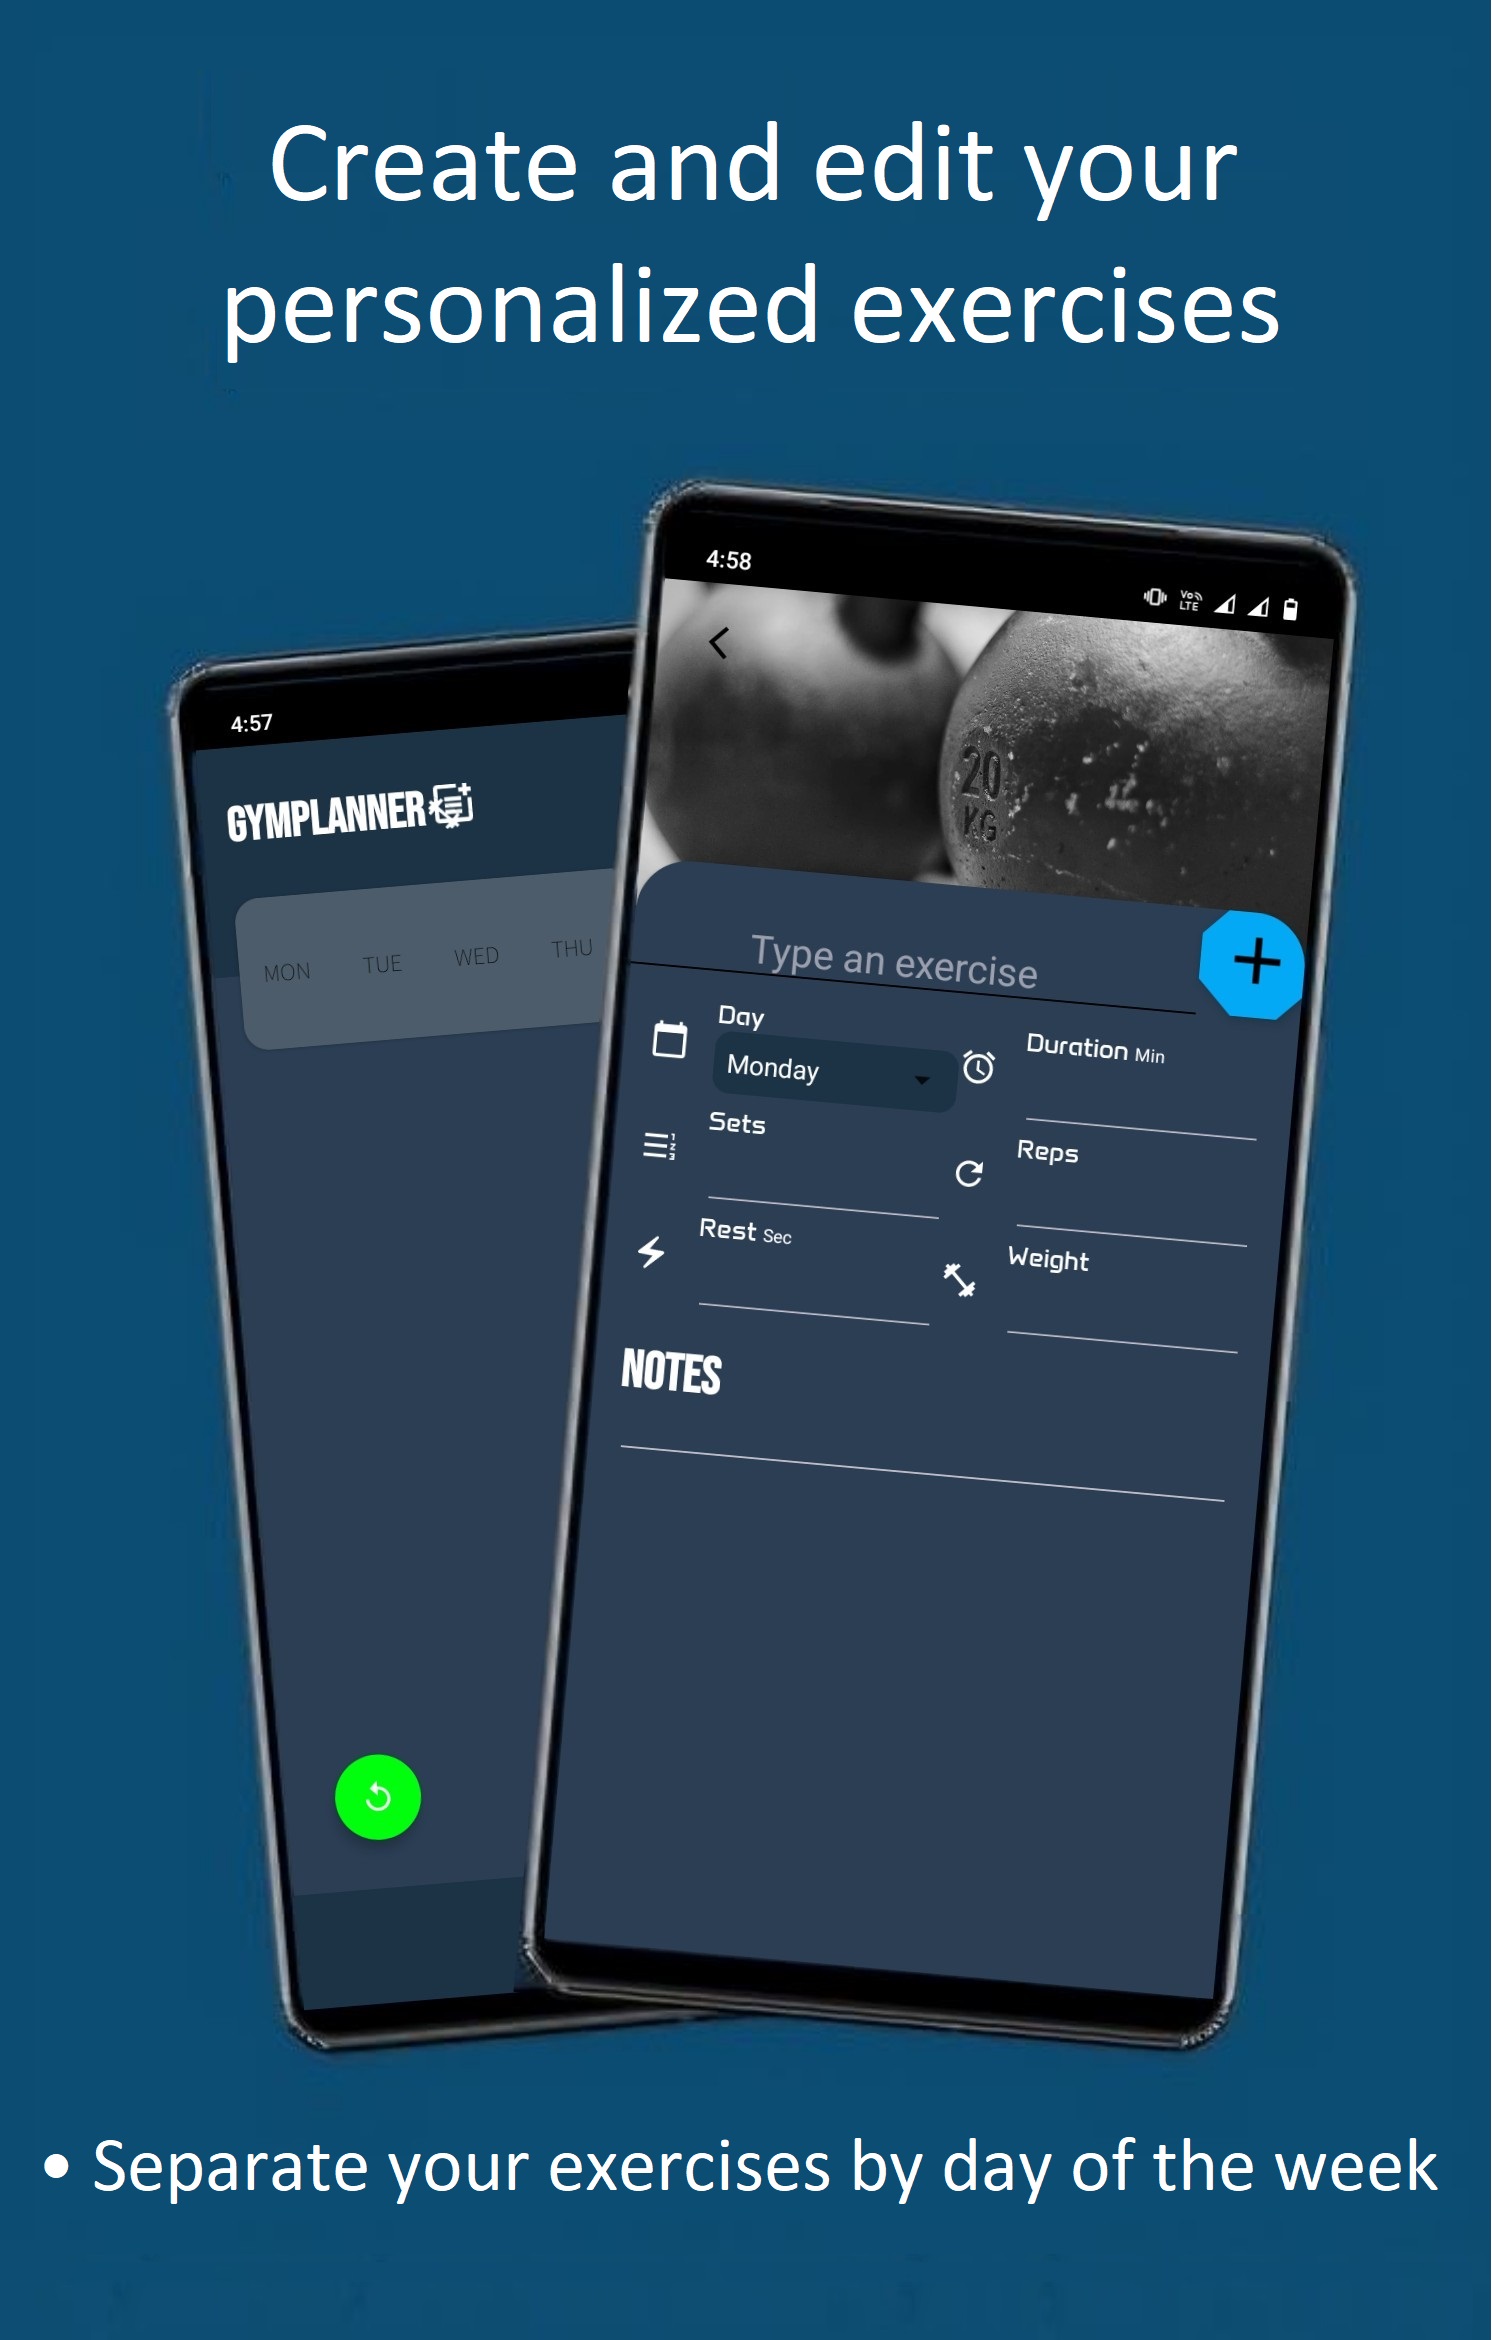 Create and edit your
personalized exercises
4:58
Vo LTE
4:57
GYMPLANNER
20
KG
MON TUE WED THU
Type an exercise
Day
Duration Min
Monday
Sets
Reps
Rest Sec
Weight
NOTES
• Separate your exercises by day of the week